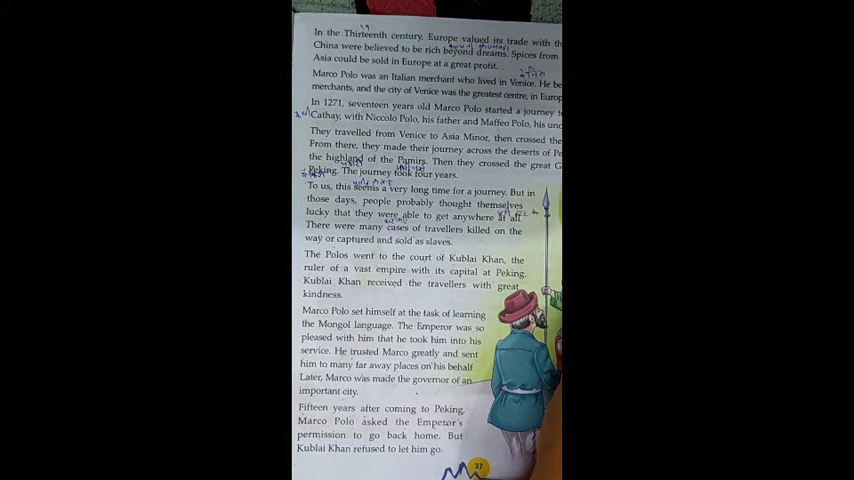 In the Thirteenth century, Europe valued its trade with th
China were believed to be rich beyond dreams. Spices from
Asia could be sold in Europe at a great profit.
Marco Polo was an Italian merchant who lived in Venice. He be
merchants, and the city of Venice was the greatest centre, in Europ
In 1271, seventeen years old Marco Polo started a journey t
Cathay, with Niccolo Polo, his father and Maffeo Polo, his unc
They travelled from Venice to Asia Minor, then crossed the
From there, they made their journey across the deserts of Pe
the highland of the Pamirs. Then they crossed the great G
Peking. The journey took four years.
To us, this seems a very long time for a journey. But in
those days, people probably thought themselves
lucky that they were able to get anywhere at all.
There were many cases of travellers killed on the
way or captured and sold as slaves.
The Polos went to the court of Kublai Khan, the
ruler of a vast empire with its capital at Peking.
Kublai Khan received the travellers with great
kindness.
Marco Polo set himself at the task of learning
the Mongol language. The Emperor was so
pleased with him that he took him into his
service. He trusted Marco greatly and sent
him to many far away places on his behalf.
Later, Marco was made the governor of an
important city.
Fifteen years after coming to Peking,
Marco Polo asked the Emperor's
permission to go back home. But
Kublai Khan refused to let him go.
37